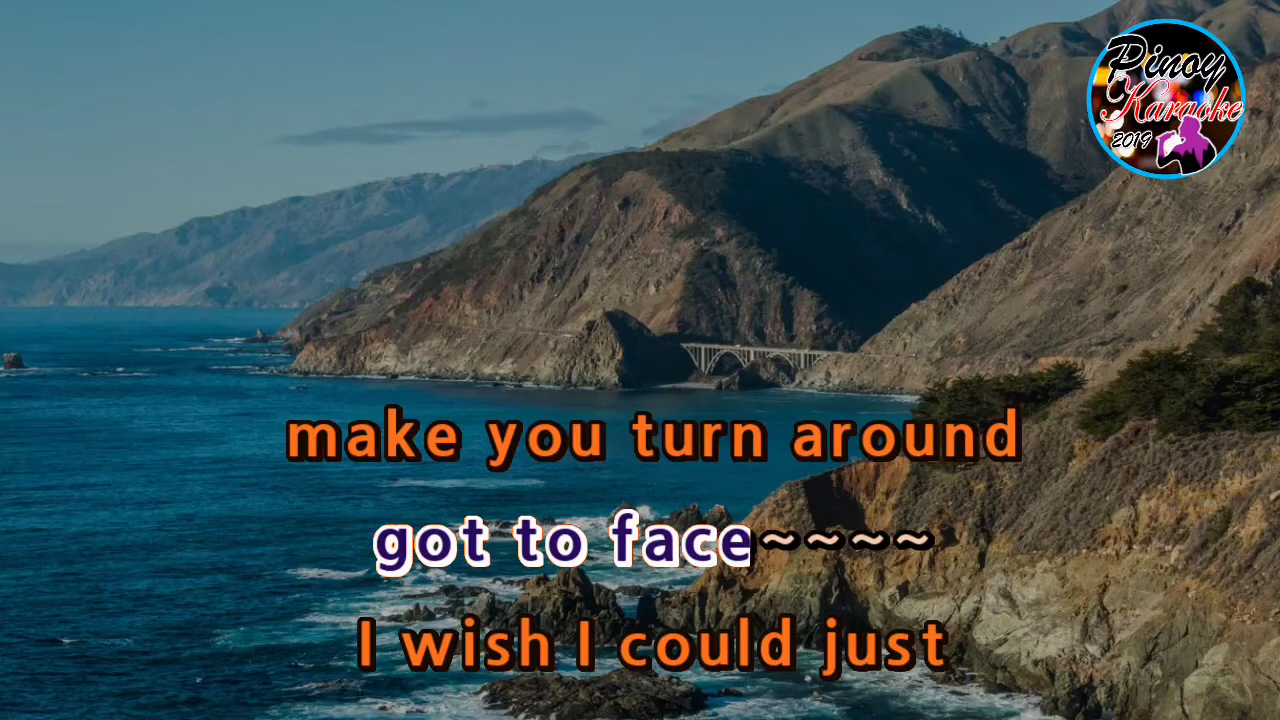 Pinoy
Karaoke
2019
make you turn around
got to face~~~~
I wish I could just